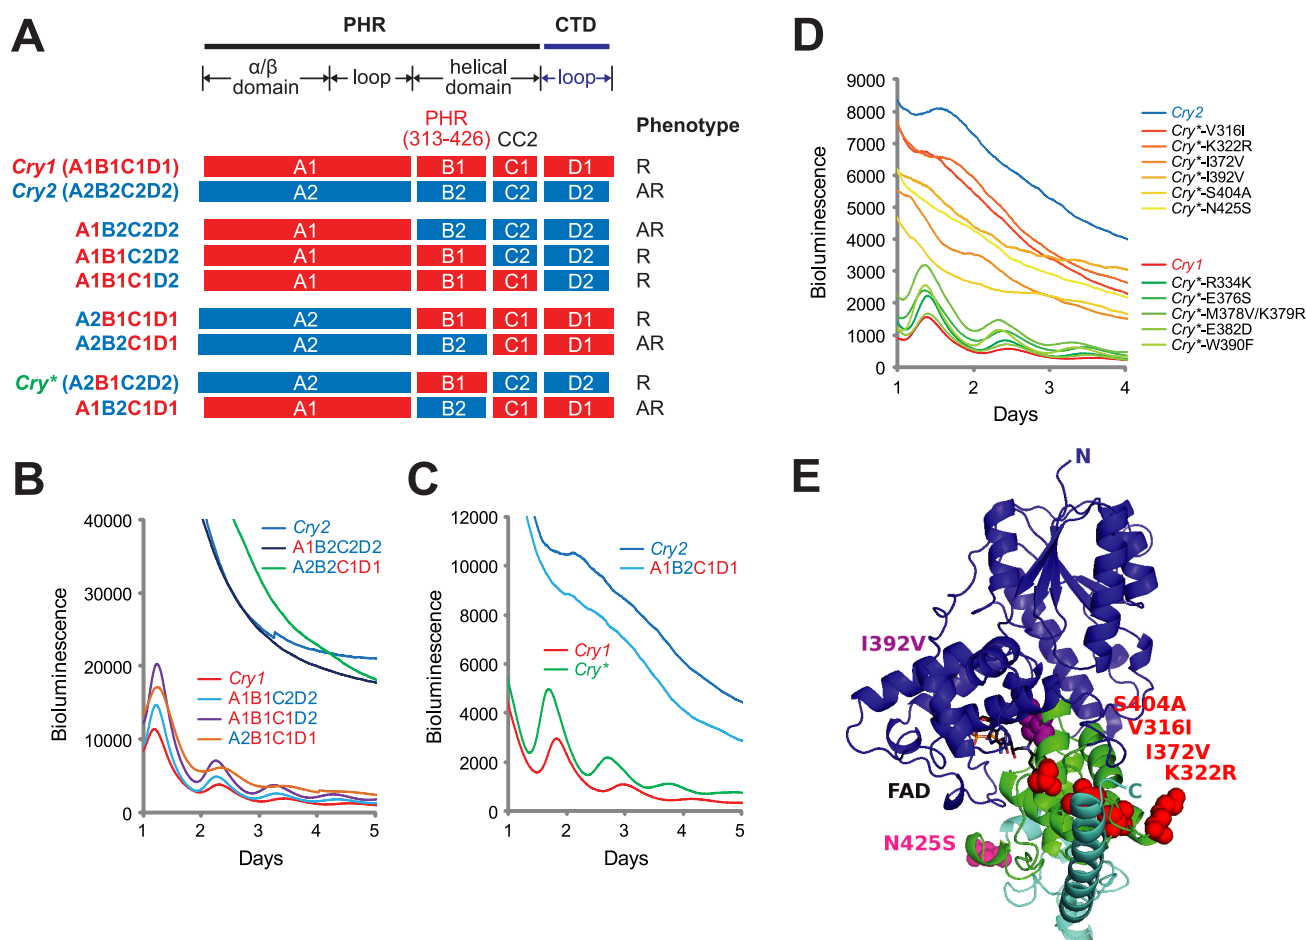 A
PHR
CTD
α/β
domain
loop
helical
domain
loop
PHR
(313-426)
CC2
Phenotype
Cry1 (A1B1C1D1)
A1
B1
C1
D1
R
Cry2 (A2B2C2D2)
A2
B2
C2
D2
AR
A1B2C2D2
A1
B2
C2
D2
AR
A1B1C2D2
A1
B1
C2
D2
R
A1B1C1D2
A1
B1
C1
D2
R
A2B1C1D1
A2
B1
C1
D1
R
A2B2C1D1
A2
B2
C1
D1
AR
Cry* (A2B1C2D2)
A2
B1
C2
D2
R
A1B2C1D1
A1
B2
C1
D1
AR
B
Bioluminescence
40000
30000
20000
10000
0
1
2
3
4
5
Days
Cry2
A1B2C2D2
A2B2C1D1
Cry1
A1B1C2D2
A1B1C1D2
A2B1C1D1
C
Bioluminescence
12000
10000
8000
6000
4000
2000
0
1
2
3
4
5
Days
Cry2
A1B2C1D1
Cry1
Cry*
D
Bioluminescence
9000
8000
7000
6000
5000
4000
3000
2000
1000
0
1
2
3
4
Days
Cry2
Cry*-V316I
Cry*-K322R
Cry*-I372V
Cry*-I392V
Cry*-S404A
Cry*-N425S
Cry1
Cry*-R334K
Cry*-E376S
Cry*-M378V/K379R
Cry*-E382D
Cry*-W390F
E
N
I392V
S404A
V316I
I372V
K322R
C
FAD
N425S